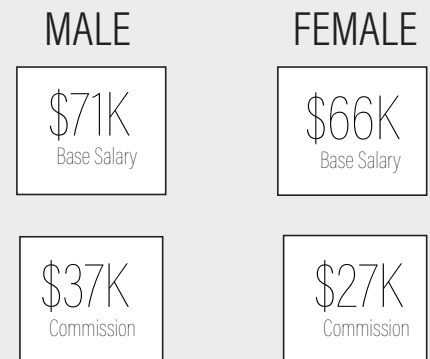 MALE
FEMALE
$71K
Base Salary
$66K
Base Salary
$37K
Commission
$27K
Commission